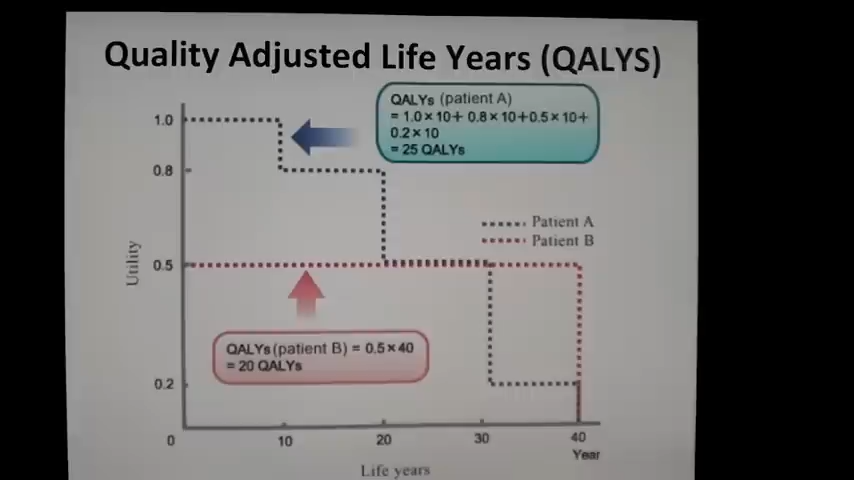 Quality Adjusted Life Years (QALYS)
QALYs (patient A)
= 1.0 × 10+ 0.8 × 10+0.5 × 10+
0.2 × 10
= 25 QALYs
1.0
0.8
0.5
0.2
Utility
Patient A
Patient B
QALYs (patient B) = 0.5 × 40
= 20 QALYs
0
10
20
30
40
Year
Life years